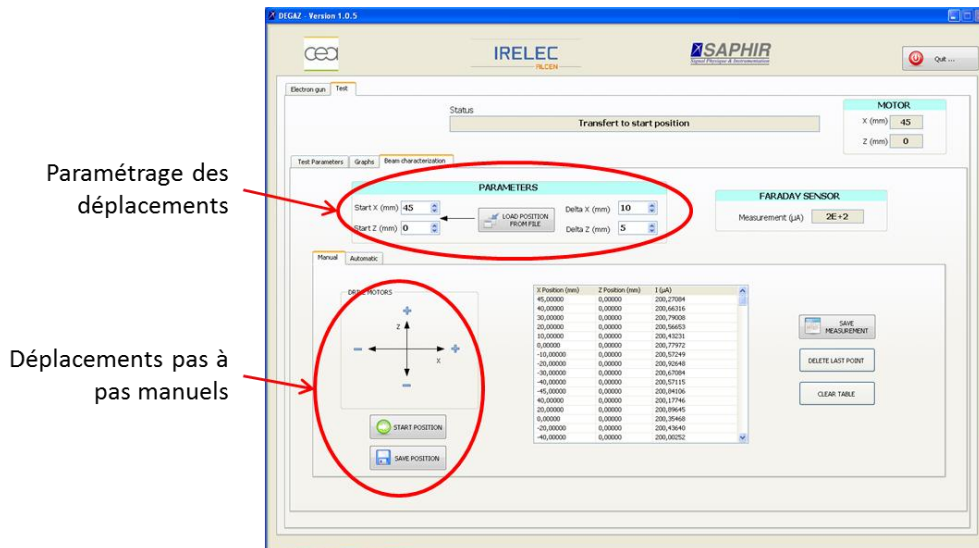 DEGAZ - Version 1.0.5
cea
IRELEC
ALCEN
SAPHIR
Signal Physique & Instrumentation
Quit ...
Electron gun
Test
Status
Transfert to start position
MOTOR
X (mm) 45
Z (mm) 0
Test Parameters
Graphs
Beam characterization
Paramétrage des
déplacements
PARAMETERS
Start X (mm) 45
Start Z (mm) 0
LOAD POSITION
FROM FILE
Delta X (mm) 10
Delta Z (mm) 5
FARADAY SENSOR
Measurement (µA) 2E+2
Manual
Automatic
MOTORS
Z
X
START POSITION
SAVE POSITION
Déplacements pas à
pas manuels
X Position (mm) Z Position (mm) I (µA)
45,00000 0,00000 200,27084
40,00000 0,00000 200,66316
30,00000 0,00000 200,79008
20,00000 0,00000 200,56653
10,00000 0,00000 200,43231
0,00000 0,00000 200,77972
-10,00000 0,00000 200,57249
-20,00000 0,00000 200,92648
-30,00000 0,00000 200,67084
-40,00000 0,00000 200,57115
-45,00000 0,00000 200,84106
40,00000 0,00000 200,17746
20,00000 0,00000 200,89645
0,00000 0,00000 200,35468
-20,00000 0,00000 200,43640
-40,00000 0,00000 200,00252
SAVE
MEASUREMENT
DELETE LAST POINT
CLEAR TABLE